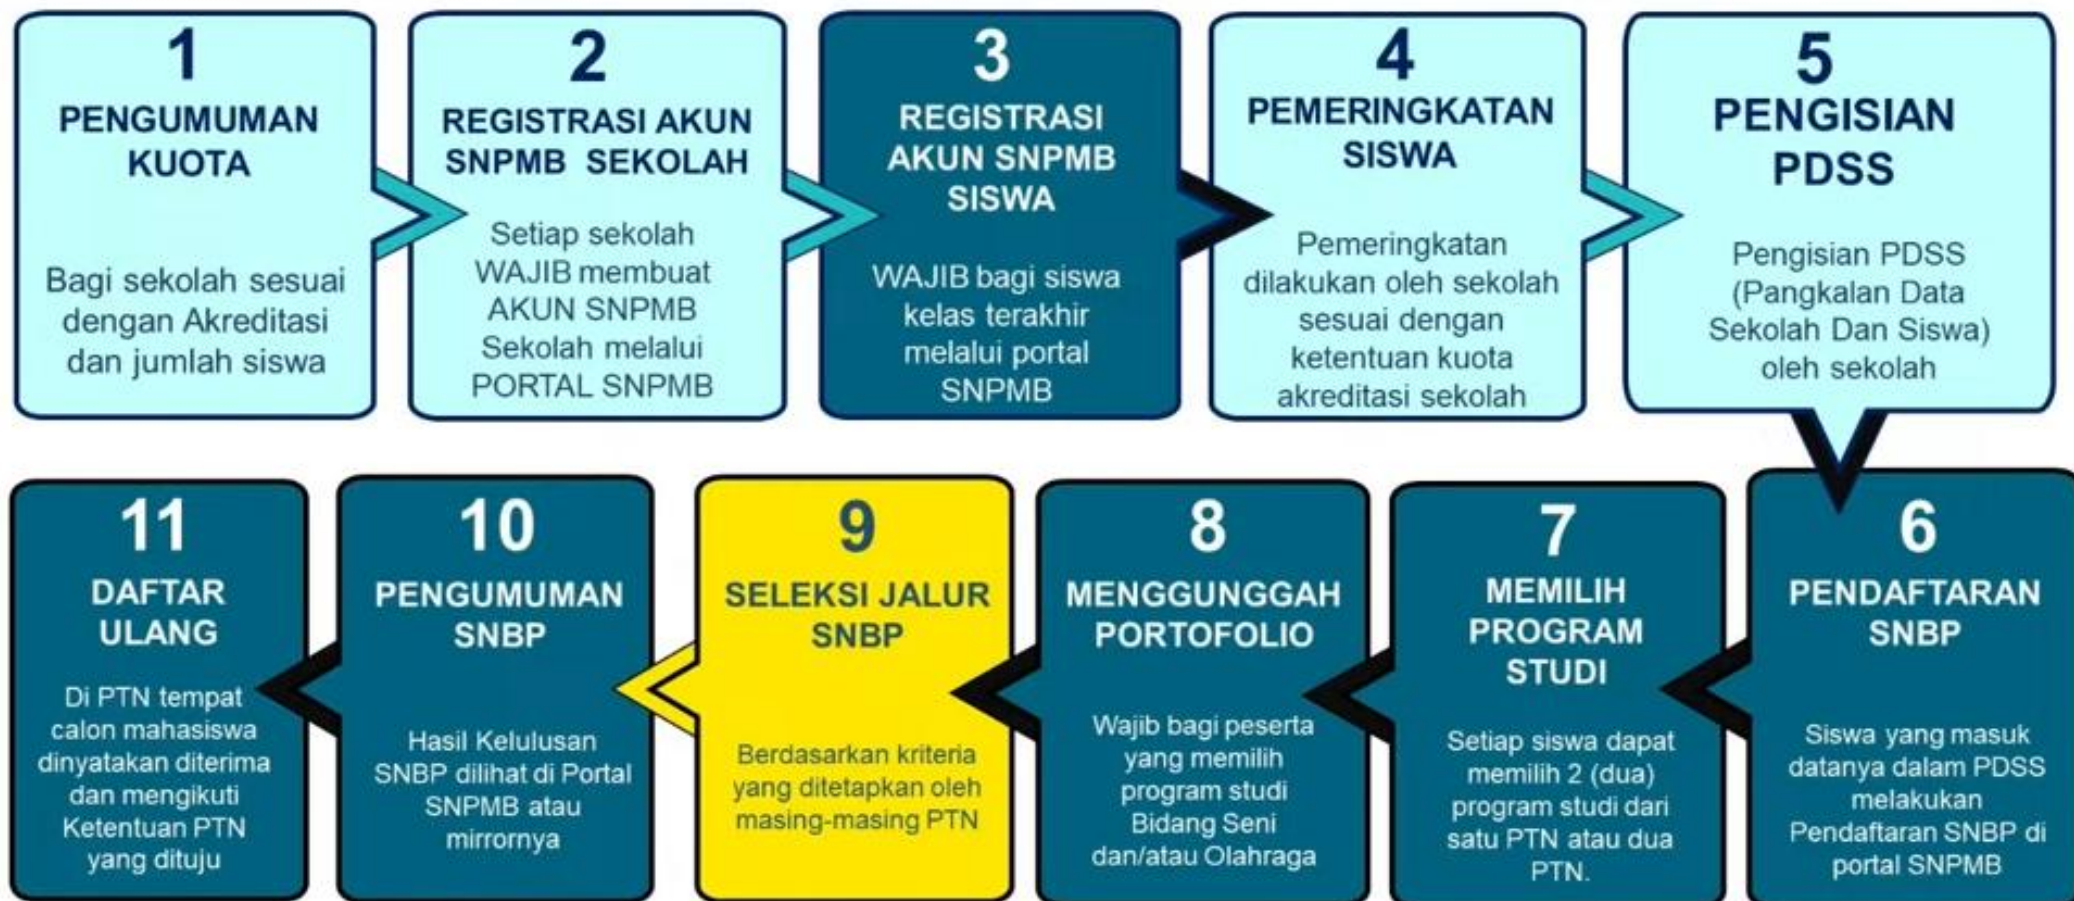 1
PENGUMUMAN
KUOTA
Bagi sekolah sesuai
dengan Akreditasi
dan jumlah siswa
2
REGISTRASI AKUN
SNPMB SEKOLAH
Setiap sekolah
WAJIB membuat
AKUN SNPMB
Sekolah melalui
PORTAL SNPMB
3
REGISTRASI
AKUN SNPMB
SISWA
WAJIB bagi siswa
kelas terakhir
melalui portal
SNPMB
4
PEMERINGKATAN
SISWA
Pemeringkatan
dilakukan oleh sekolah
sesuai dengan
ketentuan kuota
akreditasi sekolah
5
PENGISIAN
PDSS
Pengisian PDSS
(Pangkalan Data
Sekolah Dan Siswa)
oleh sekolah
6
PENDAFTARAN
SNBP
Siswa yang masuk
datanya dalam PDSS
melakukan
Pendaftaran SNBP di
portal SNPMB
7
MEMILIH
PROGRAM
STUDI
Setiap siswa dapat
memilih 2 (dua)
program studi dari
satu PTN atau dua
PTN.
8
MENGGUNGGAH
PORTOFOLIO
Wajib bagi peserta
yang memilih
program studi
Bidang Seni
dan/atau Olahraga
9
SELEKSI JALUR
SNBP
Berdasarkan kriteria
yang ditetapkan oleh
masing-masing PTN
10
PENGUMUMAN
SNBP
Hasil Kelulusan
SNBP dilihat di Portal
SNPMB atau
mirrornya
11
DAFTAR
ULANG
Di PTN tempat
calon mahasiswa
dinyatakan diterima
dan mengikuti
Ketentuan PTN
yang dituju